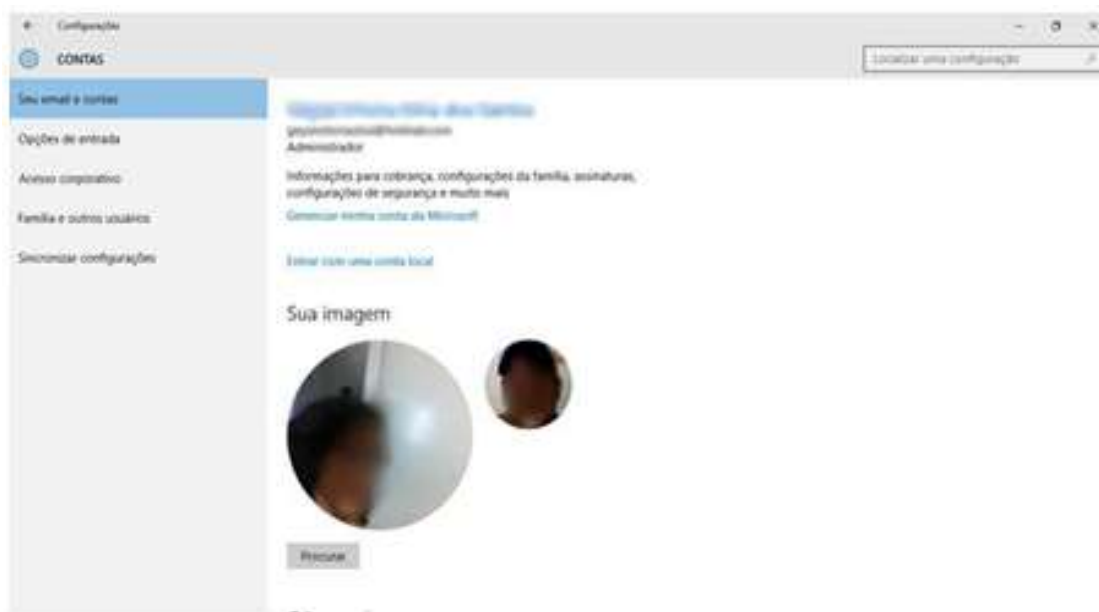 Configurações
CONTAS
Localizar uma configuração
Seu email e contas
Opções de entrada
Acesso corporativo
Família e outros usuários
Sincronizar configurações
Administrador
Informações para cobrança, configurações da família, assinaturas,
configurações de segurança e muito mais
Gerenciar minha conta da Microsoft
Entrar com uma conta local
Sua imagem
Procurar